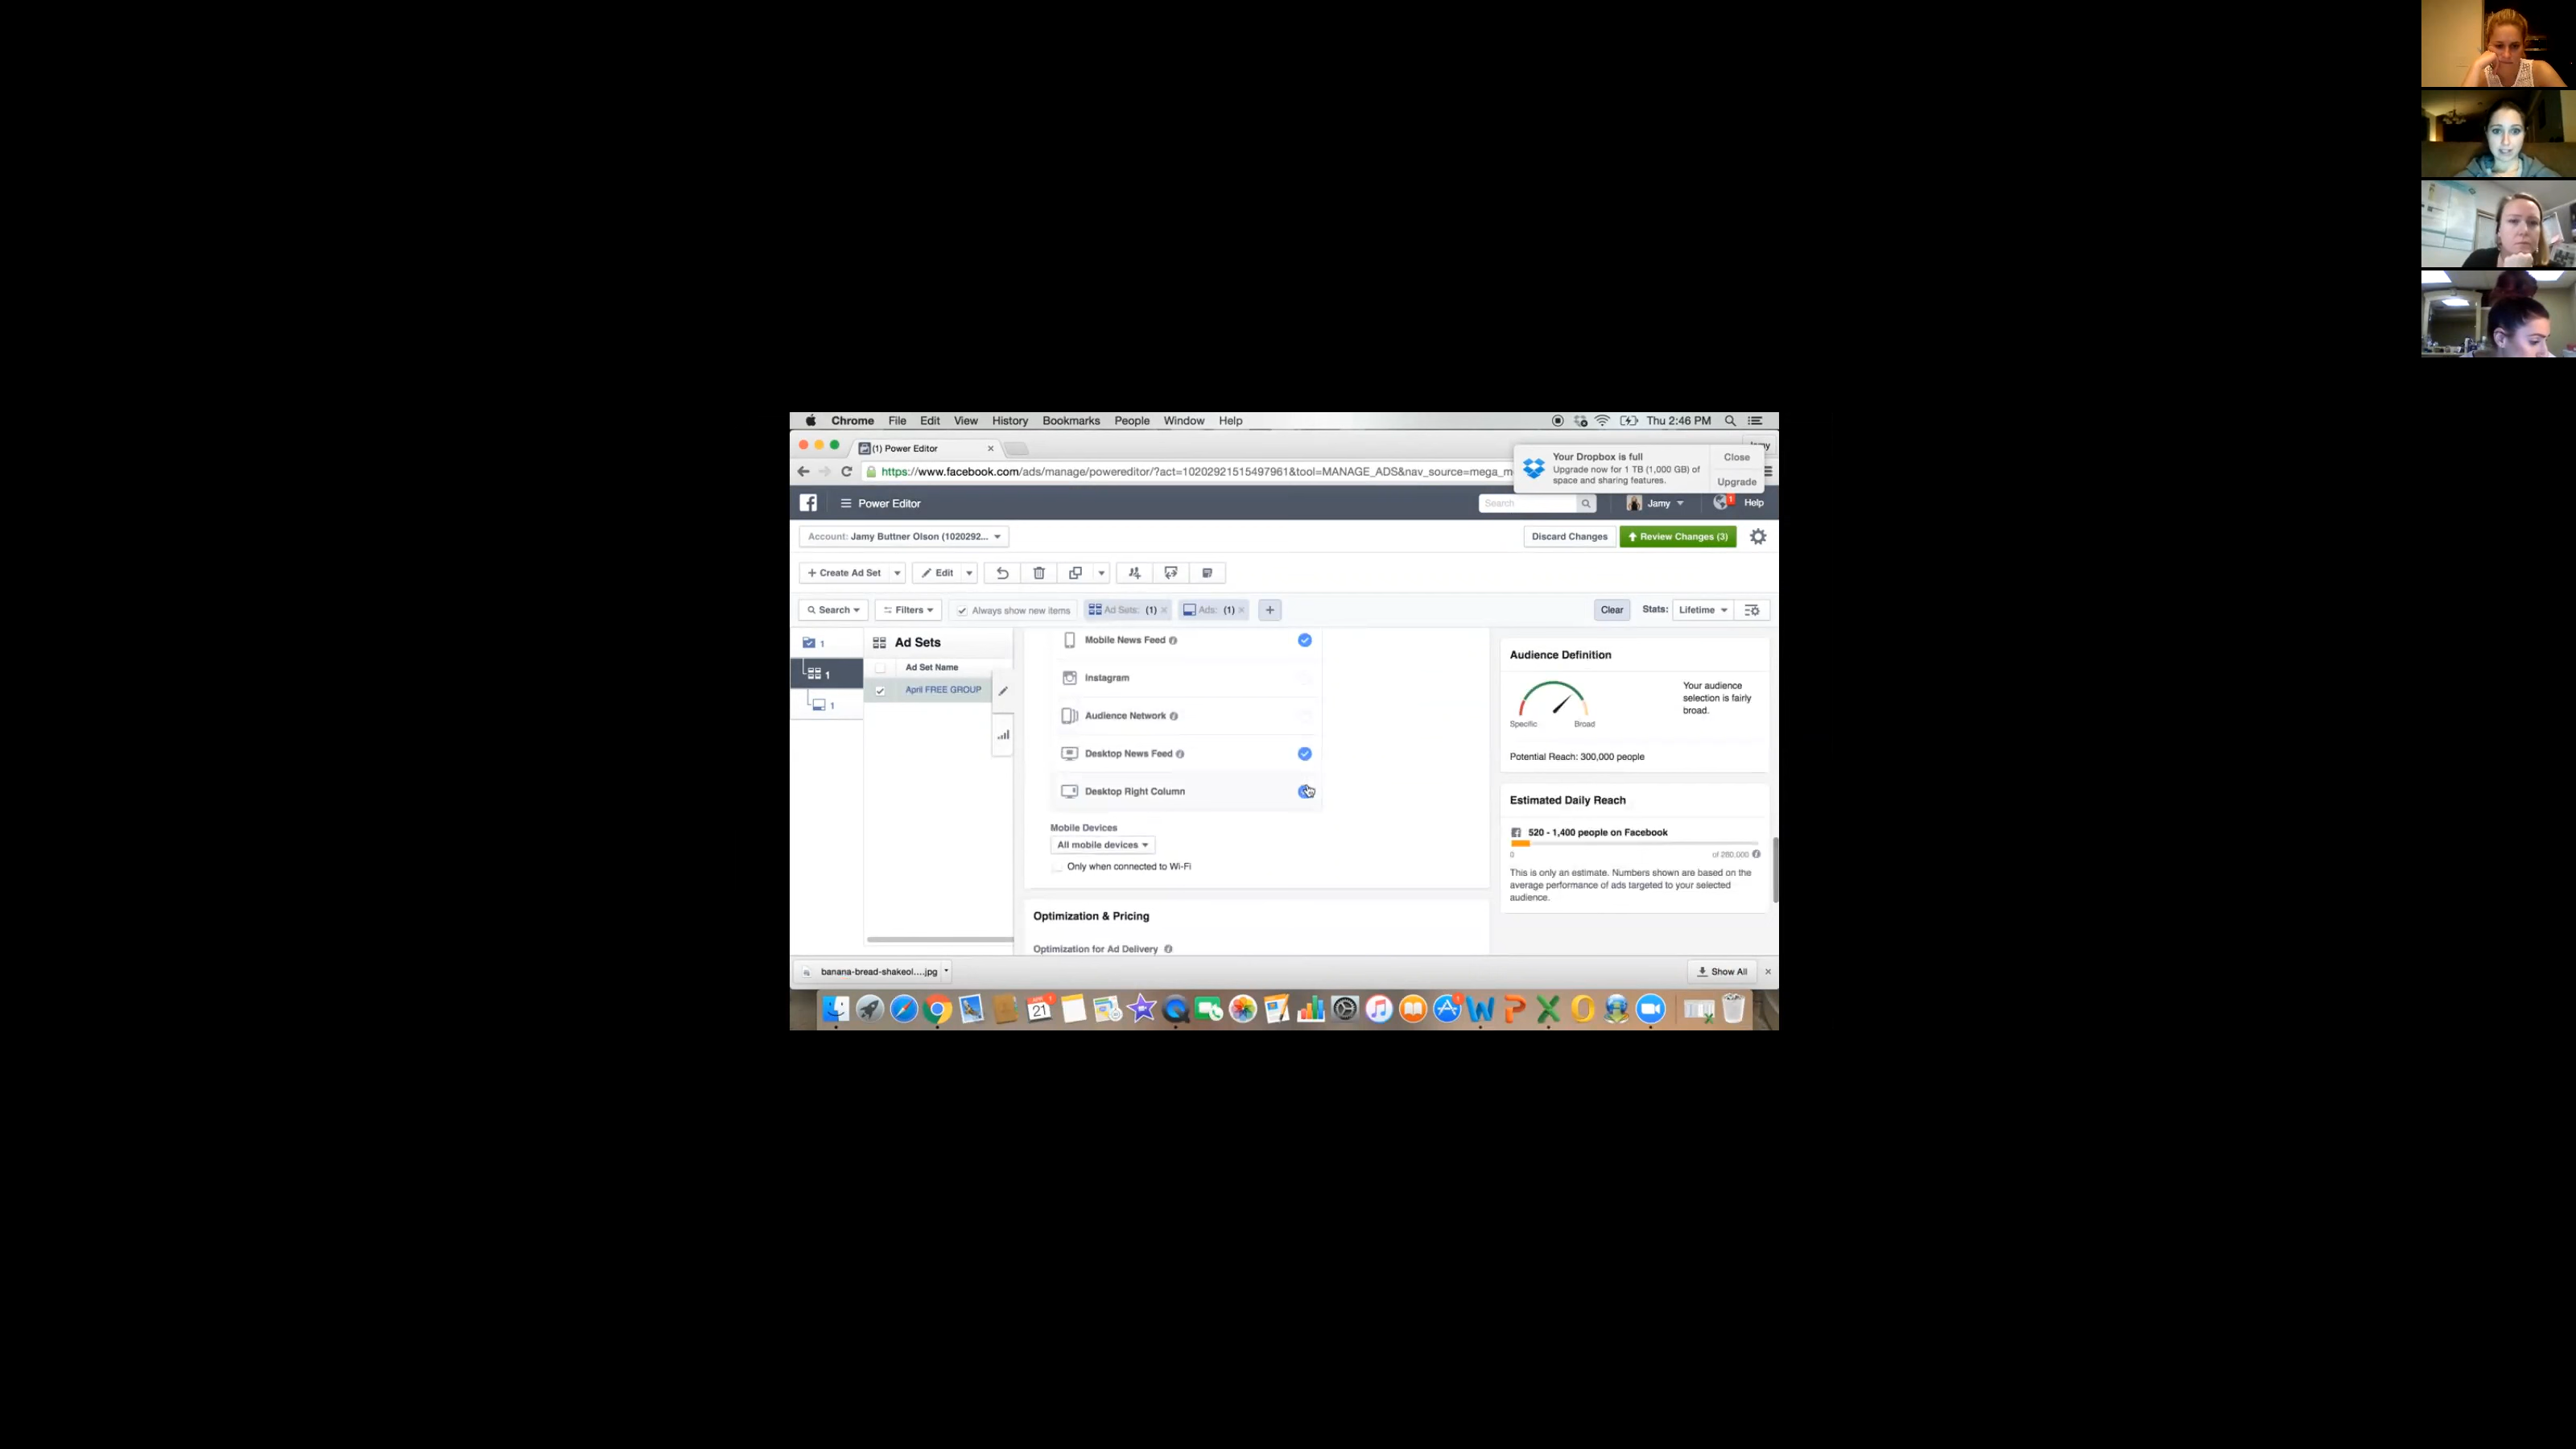 Chrome File Edit View History Bookmarks People Window Help Thu 2:46 PM
(1) Power Editor
https://www.facebook.com/ads/manage/powereditor/?act=10202921515497961&tool=MANAGE_ADS&nav_source=mega_m
Your Dropbox is full
Upgrade now for 1 TB (1,000 GB) of
space and sharing features.
Close
Upgrade
Power Editor
Search
Jamy
1
Help
Account: Jamy Buttner Olson (1020292...
Discard Changes
Review Changes (3)
+ Create Ad Set
Edit
Search
Filters
Always show new items
Ad Sets: (1)
Ads: (1)
+
Clear
Stats: Lifetime
1
1
1
Ad Sets
Ad Set Name
April FREE GROUP
Mobile News Feed
Instagram
Audience Network
Desktop News Feed
Desktop Right Column
Mobile Devices
All mobile devices
Only when connected to Wi-Fi
Optimization & Pricing
Optimization for Ad Delivery
Audience Definition
Specific
Broad
Your audience
selection is fairly
broad.
Potential Reach: 300,000 people
Estimated Daily Reach
520 - 1,400 people on Facebook
0
of 260,000
This is only an estimate. Numbers shown are based on the
average performance of ads targeted to your selected
audience.
banana-bread-shakeol....jpg
Show All
21